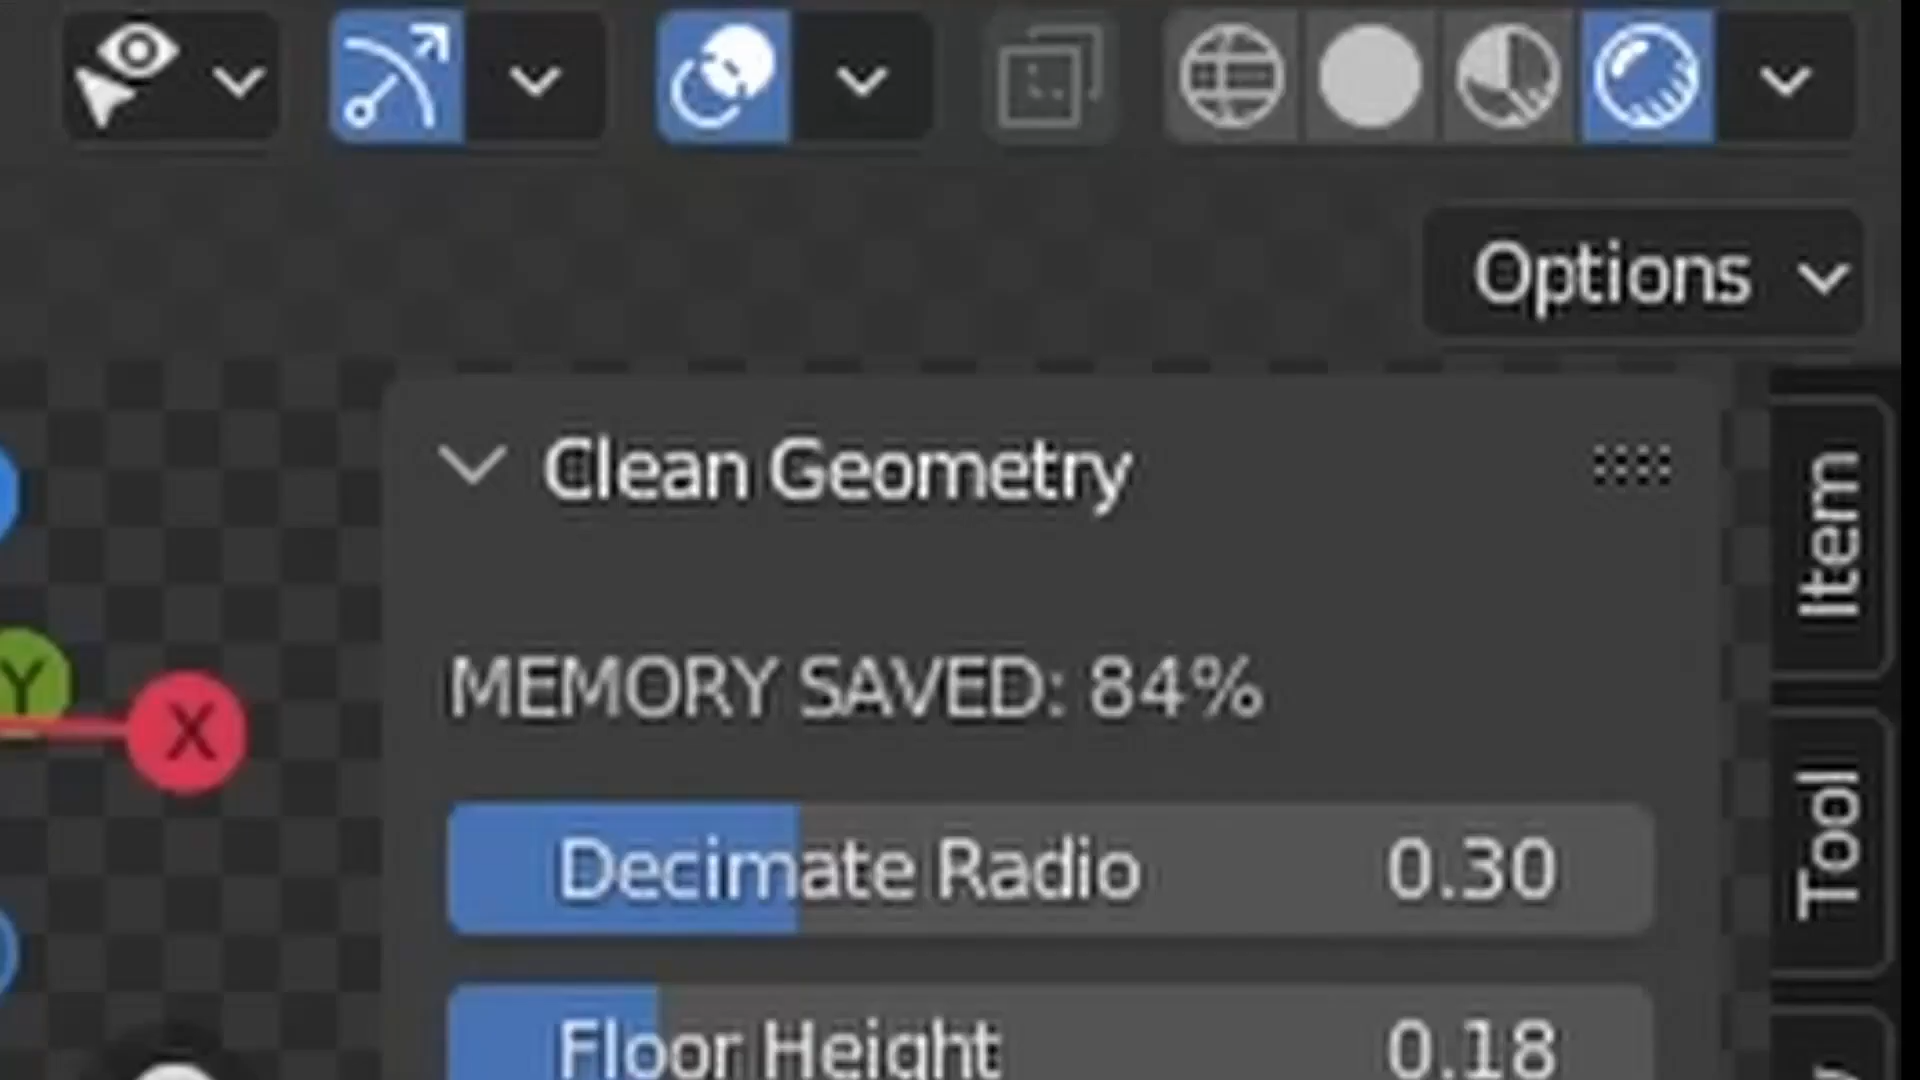 Options
Clean Geometry
Item
MEMORY SAVED: 84%
Y
X
Decimate Radio 0.30
Tool
Floor Height 0.18